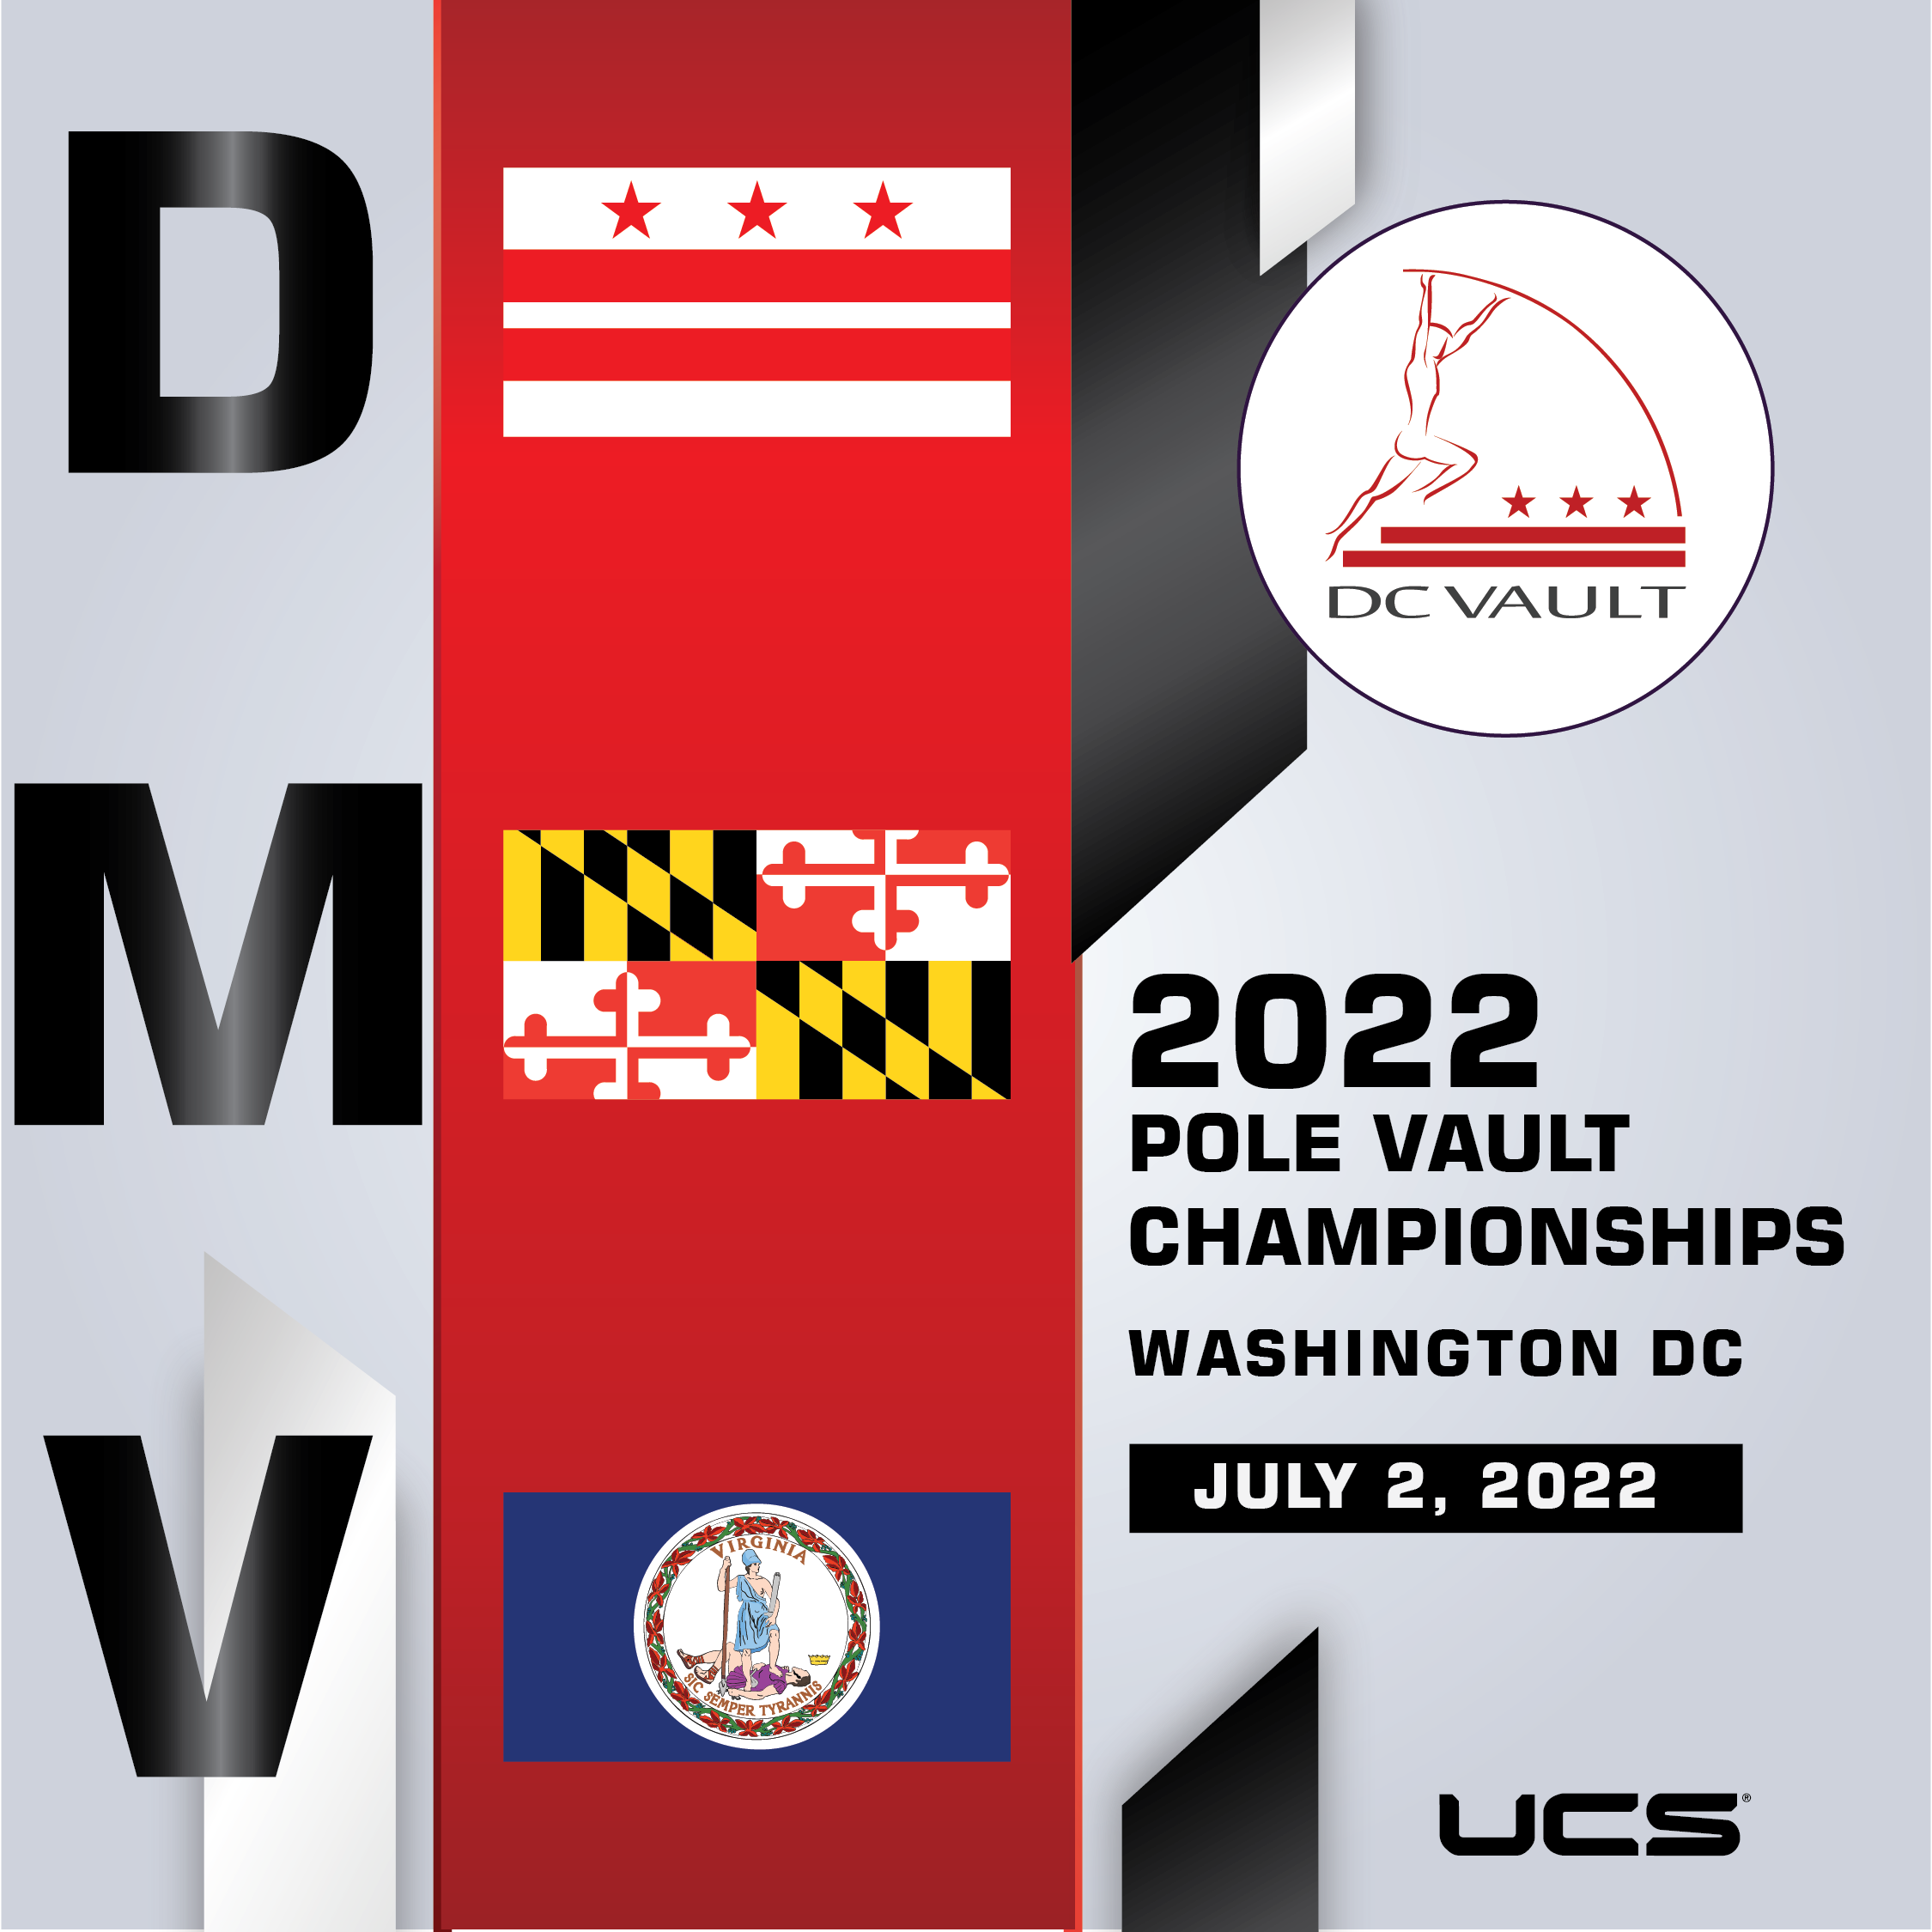 D
M
V
DC VAULT
2022
POLE VAULT
CHAMPIONSHIPS
WASHINGTON DC
JULY 2, 2022
VIRGINIA
SIC SEMPER TYRANNIS
UCS®